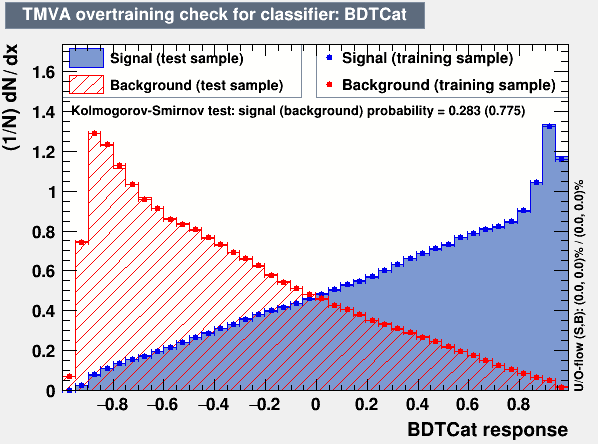 TMVA overtraining check for classifier: BDTCat
(1/N) dN / dx
Signal (test sample)
Background (test sample)
Signal (training sample)
Background (training sample)
Kolmogorov-Smirnov test: signal (background) probability = 0.283 (0.775)
1.6
1.4
1.2
1
0.8
0.6
0.4
0.2
0
−0.8 −0.6 −0.4 −0.2 0 0.2 0.4 0.6 0.8
BDTCat response
U/O-flow (S,B): (0.0, 0.0)% / (0.0, 0.0)%